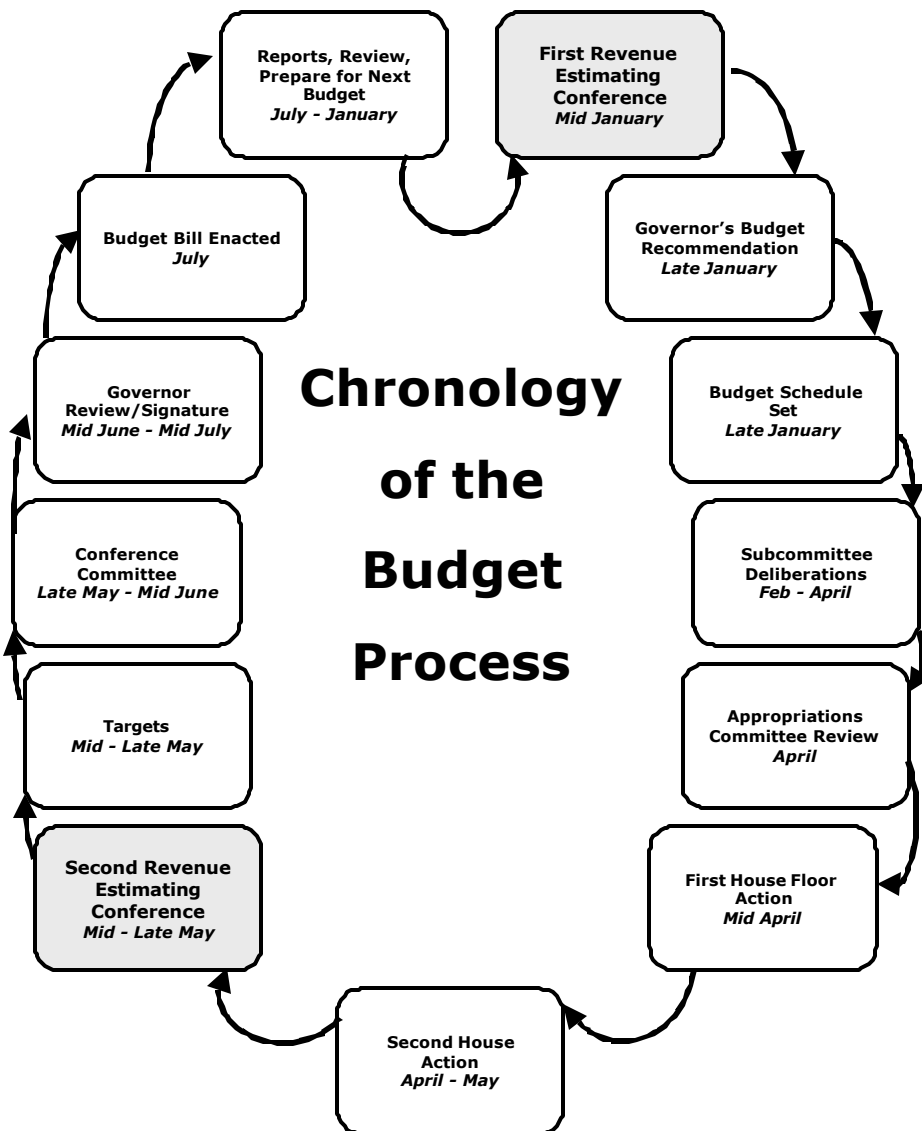 Reports, Review,
Prepare for Next
Budget
July - January
First Revenue
Estimating
Conference
Mid January
Governor's Budget
Recommendation
Late January
Budget Schedule
Set
Late January
Subcommittee
Deliberations
Feb - April
Appropriations
Committee Review
April
First House Floor
Action
Mid April
Second House
Action
April - May
Second Revenue
Estimating
Conference
Mid - Late May
Targets
Mid - Late May
Conference
Committee
Late May - Mid June
Governor
Review/Signature
Mid June - Mid July
Budget Bill Enacted
July
Chronology
of the
Budget
Process